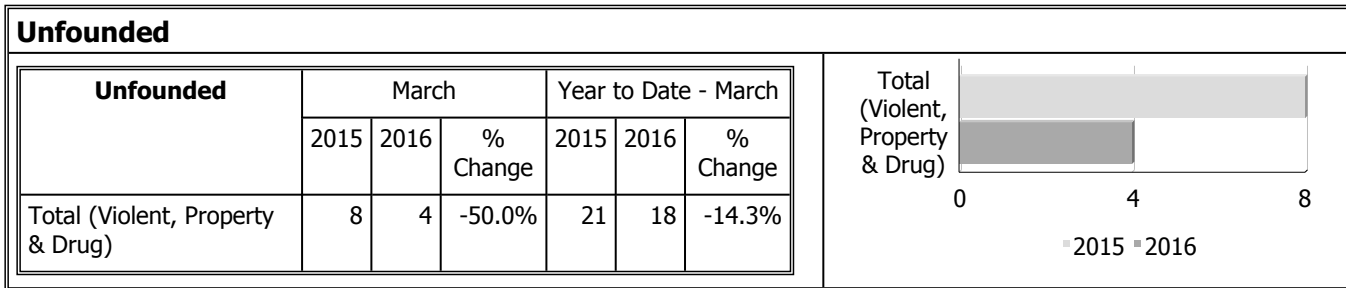 Unfounded
Unfounded March Year to Date - March
2015 2016 % Change 2015 2016 % Change
Total (Violent, Property & Drug) 8 4 -50.0% 21 18 -14.3%
Total
(Violent,
Property
& Drug)
0 4 8
2015 2016